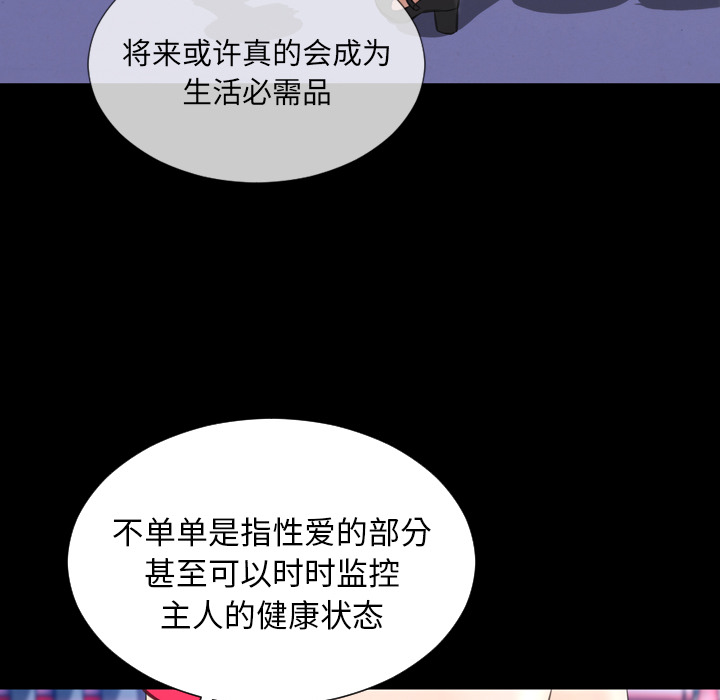 将来或许真的会成为
生活必需品
不单单是指性爱的部分
甚至可以时时监控
主人的健康状态